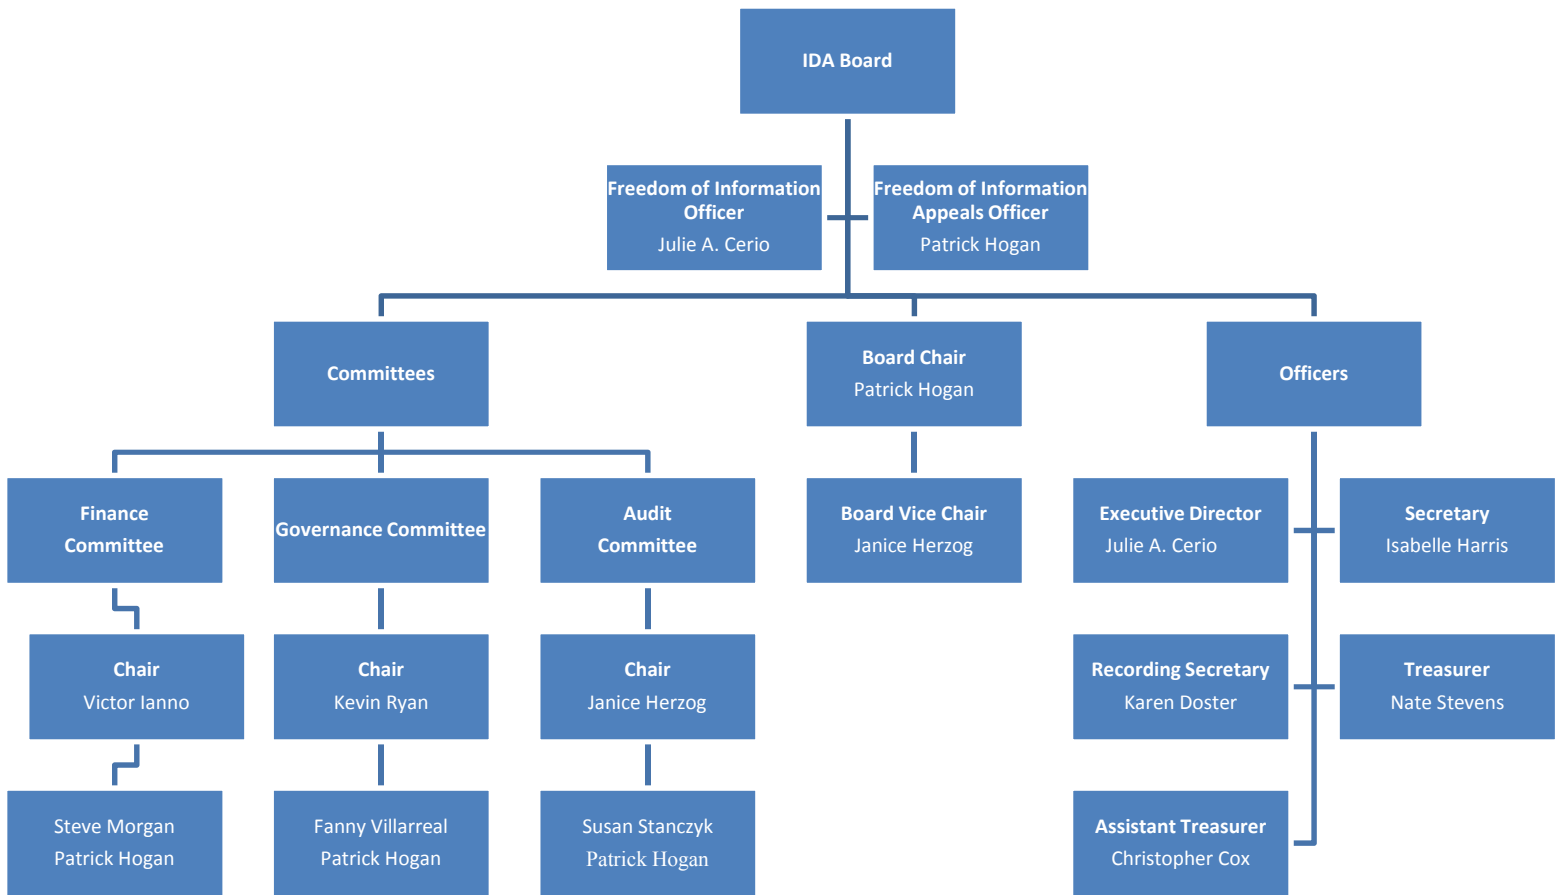 IDA Board
Freedom of Information
Officer
Julie A. Cerio
Freedom of Information
Appeals Officer
Patrick Hogan
Committees
Board Chair
Patrick Hogan
Officers
Finance
Committee
Governance Committee
Audit
Committee
Board Vice Chair
Janice Herzog
Executive Director
Julie A. Cerio
Secretary
Isabelle Harris
Chair
Victor Ianno
Chair
Kevin Ryan
Chair
Janice Herzog
Recording Secretary
Karen Doster
Treasurer
Nate Stevens
Steve Morgan
Patrick Hogan
Fanny Villarreal
Patrick Hogan
Susan Stanczyk
Patrick Hogan
Assistant Treasurer
Christopher Cox